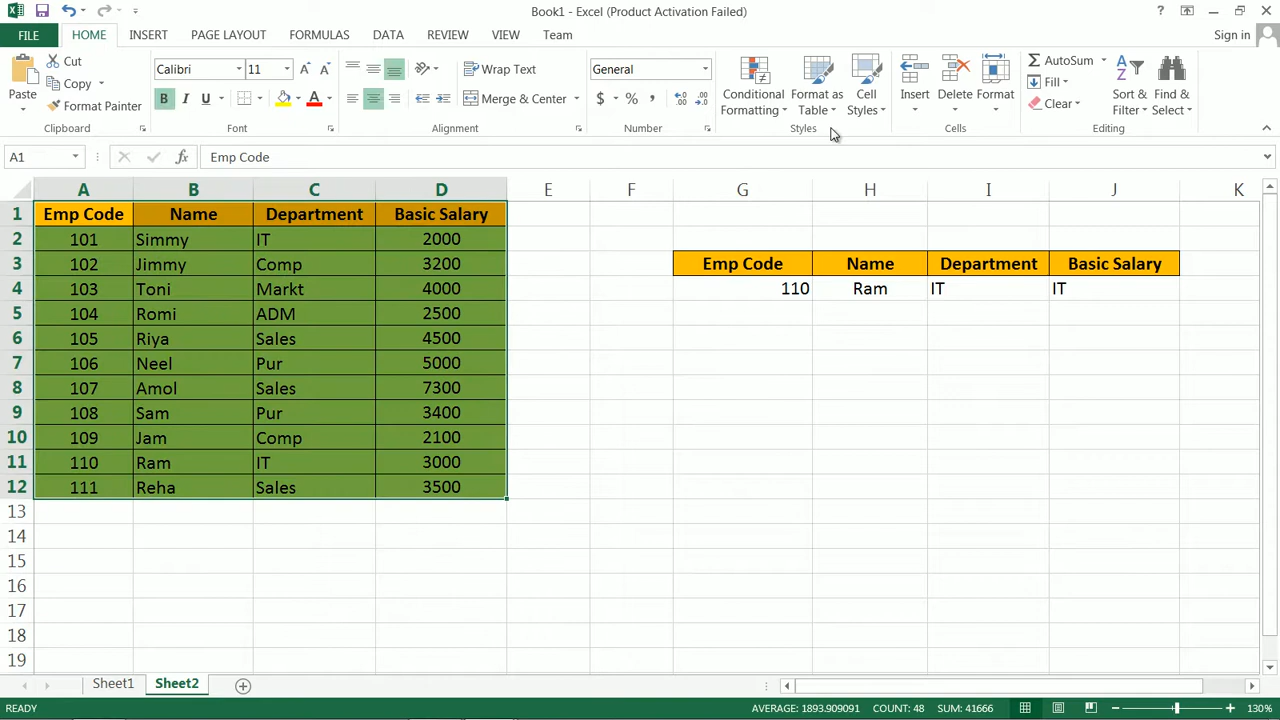 Book1 - Excel (Product Activation Failed)
?
FILE HOME INSERT PAGE LAYOUT FORMULAS DATA REVIEW VIEW Team Sign in
Paste
Cut
Copy
Format Painter
Clipboard
Calibri 11
B I U
Font
Wrap Text
Merge & Center
Alignment
General
$ % ,
Number
Conditional Formatting
Format as Table
Cell Styles
Styles
Insert Delete Format
Cells
AutoSum
Fill
Clear
Sort & Filter
Find & Select
Editing
A1 fx Emp Code
A B C D E F G H I J K
1 Emp Code Name Department Basic Salary
2 101 Simmy IT 2000
3 102 Jimmy Comp 3200 Emp Code Name Department Basic Salary
4 103 Toni Markt 4000 110 Ram IT IT
5 104 Romi ADM 2500
6 105 Riya Sales 4500
7 106 Neel Pur 5000
8 107 Amol Sales 7300
9 108 Sam Pur 3400
10 109 Jam Comp 2100
11 110 Ram IT 3000
12 111 Reha Sales 3500
13
14
15
16
17
18
19
Sheet1 Sheet2
READY AVERAGE: 1893.909091 COUNT: 48 SUM: 41666 130%